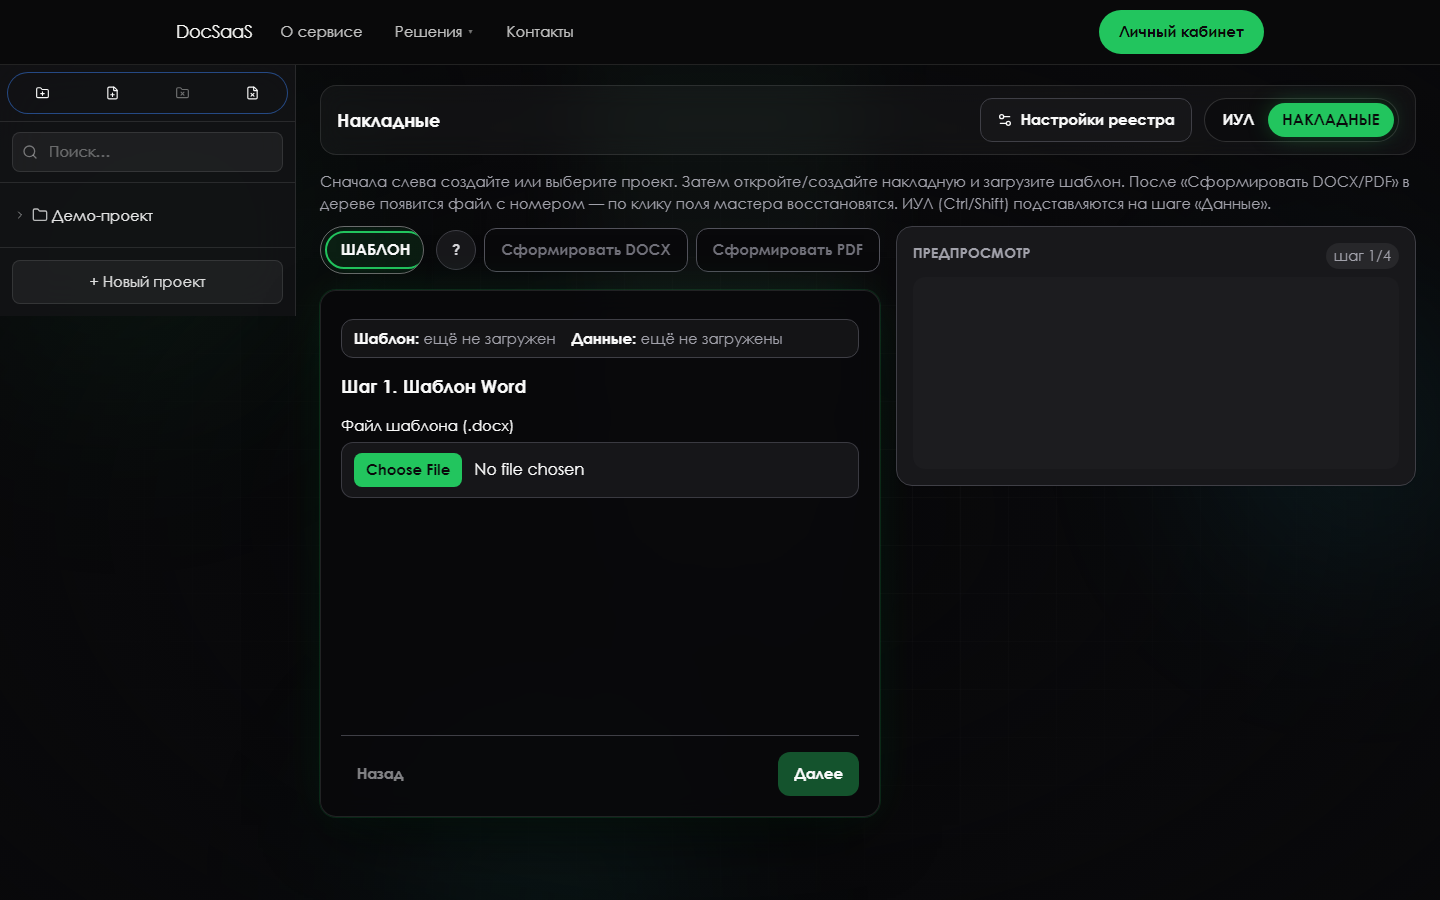 DocSaaS О сервисе Решения Контакты Личный кабинет
Поиск...
Демо-проект
+ Новый проект
Накладные Настройки реестра ИУЛ НАКЛАДНЫЕ
Сначала слева создайте или выберите проект. Затем откройте/создайте накладную и загрузите шаблон. После «Сформировать DOCX/PDF» в
дереве появится файл с номером — по клику поля мастера восстановятся. ИУЛ (Ctrl/Shift) подставляются на шаге «Данные».
ШАБЛОН ? Сформировать DOCX Сформировать PDF
Шаблон: ещё не загружен Данные: ещё не загружены
Шаг 1. Шаблон Word
Файл шаблона (.docx)
Choose File No file chosen
Назад Далее
ПРЕДПРОСМОТР шаг 1/4